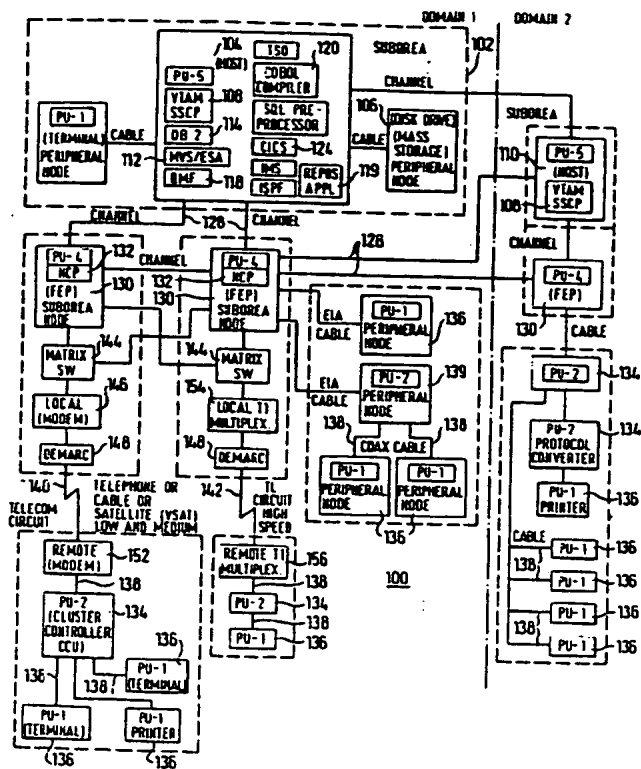 DOMAIN 1
DOMAIN 2
SUBOREA
102
104
(HOST)
PU-5
VTAM
SSCP
108
DB 2
114
112
MVS/ESA
RMF
118
TSO
120
COBOL
COMPILER
SQL PRE-
PROCESSOR
CICS
124
IMS
ISPF
REPOS
APPL
119
PU-1
(TERMINAL)
PERIPHERAL
NODE
CABLE
106
(DISK DRIVE)
(MASS
STORAGE)
PERIPHERAL
NODE
CABLE
CHANNEL
SUBOREA
110
PU-5
(HOST)
VTAM
SSCP
108
CHANNEL
PU-4
(FEP)
130
CABLE
CHANNEL
128
CHANNEL
128
CHANNEL
PU-4
NCP
132
(FEP)
130
SUBOREA
NODE
PU-4
NCP
132
(FEP)
130
SUBOREA
NODE
144
MATRIX
SW
146
LOCAL
(MODEM)
148
DEMARC
144
MATRIX
SW
154
LOCAL T1
MULTIPLEX.
148
DEMARC
EIA
CABLE
PU-1
PERIPHERAL
NODE
136
EIA
CABLE
PU-2
PERIPHERAL
NODE
139
138
138
COAX CABLE
PU-1
PERIPHERAL
NODE
PU-1
PERIPHERAL
NODE
136
PU-2
134
PU-2
PROTOCOL
CONVERTER
134
PU-1
PRINTER
136
CABLE
138
PU-1
136
PU-1
136
138
PU-1
136
PU-1
136
140
TELECOM
CIRCUIT
TELEPHONE OR
CABLE OR
SATELLITE (VSAT)
LOW AND MEDIUM
142
TL
CIRCUIT
HIGH
SPEED
REMOTE
(MODEM)
152
138
PU-2
(CLUSTER
CONTROLLER
CCU)
134
136
138
136
PU-1
(TERMINAL)
PU-1
(TERMINAL)
136
PU-1
PRINTER
136
REMOTE T1
MULTIPLEX.
156
138
PU-2
134
138
PU-1
136
100